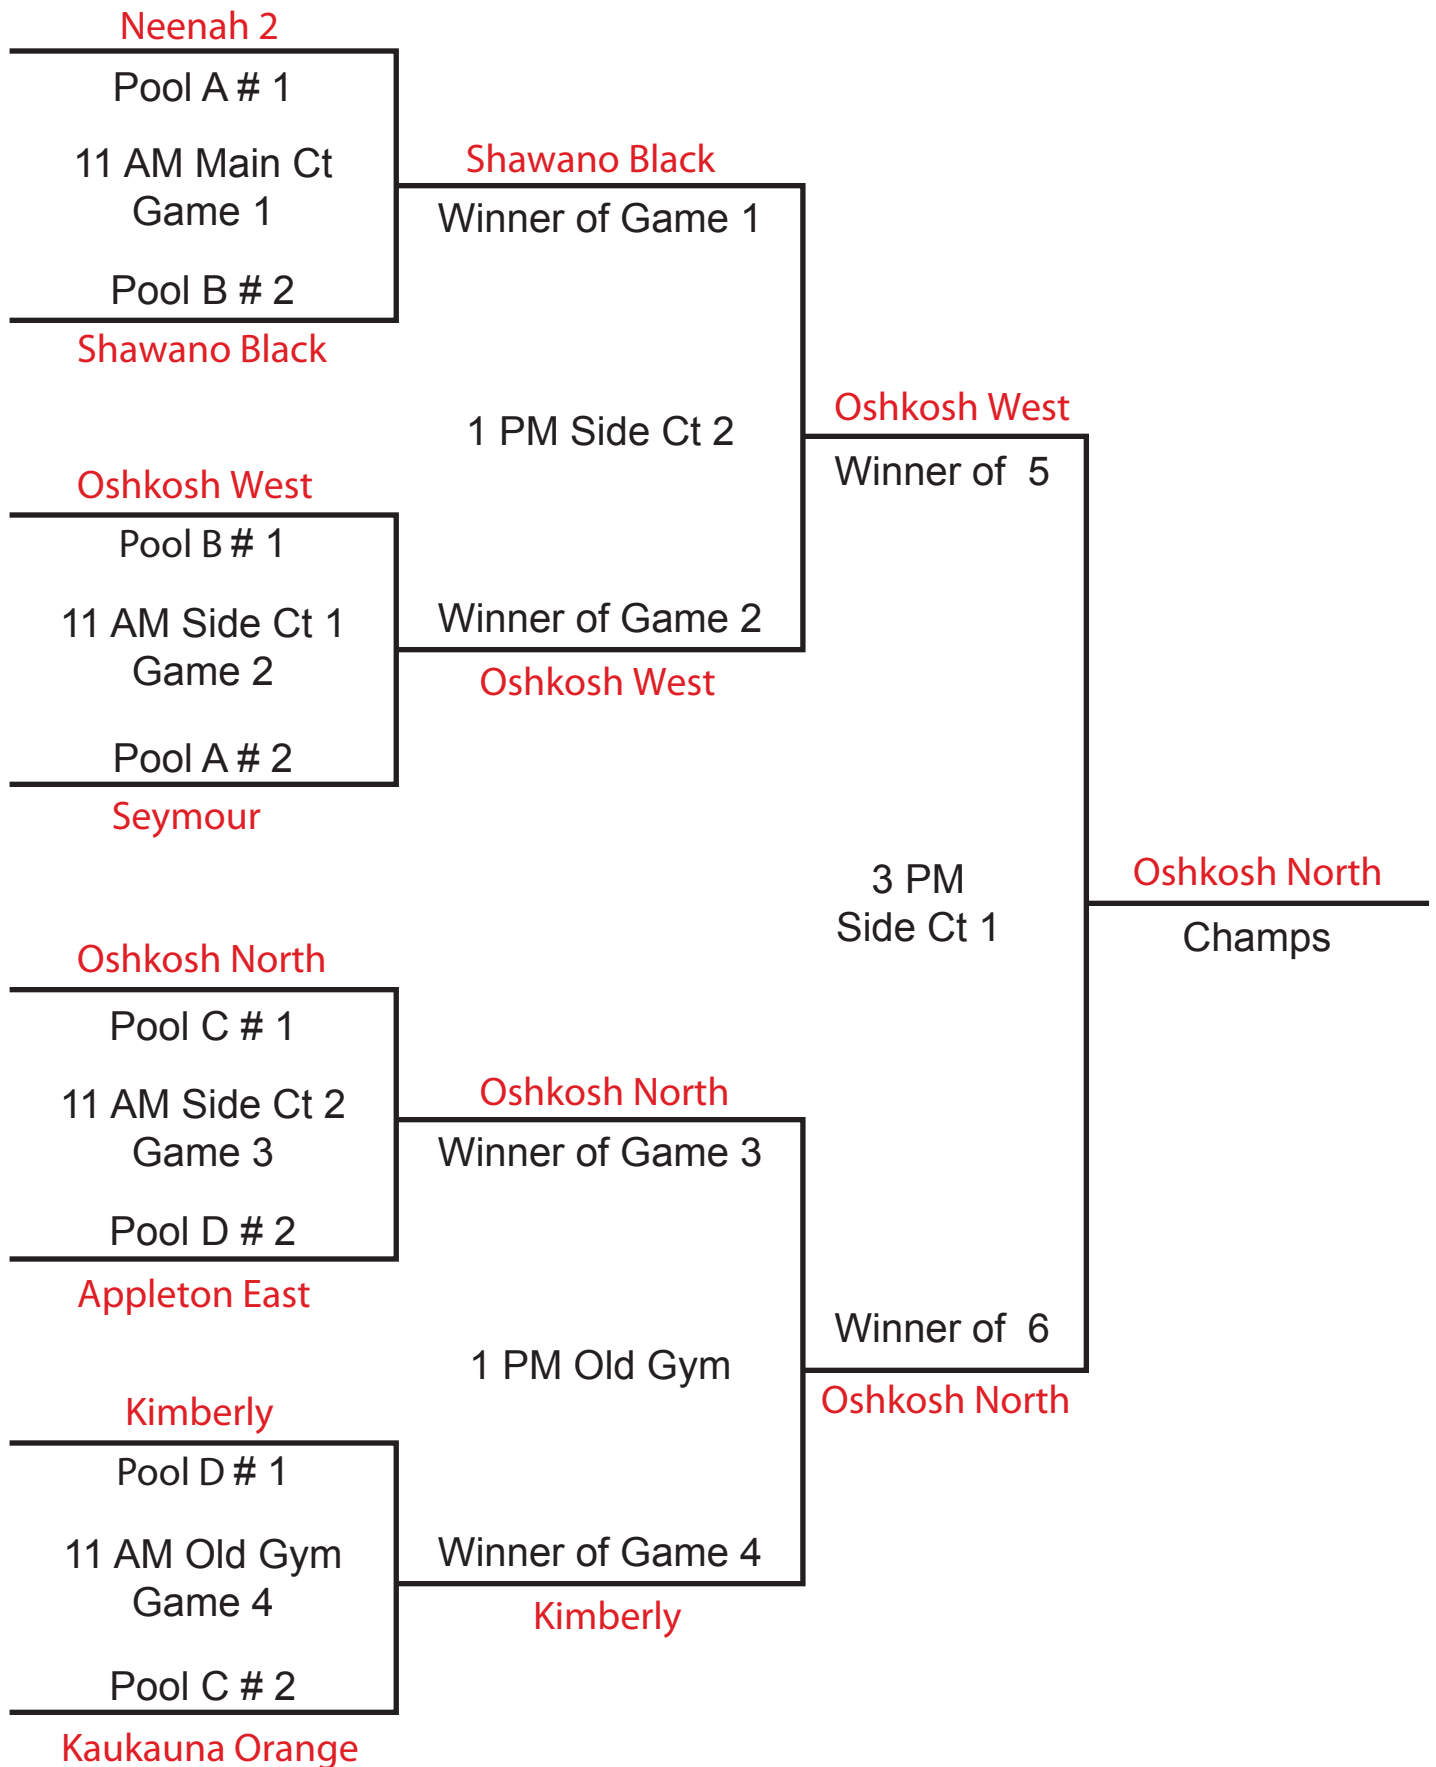 Neenah 2
Pool A # 1
11 AM Main Ct
Game 1
Pool B # 2
Shawano Black
Shawano Black
Winner of Game 1
1 PM Side Ct 2
Oshkosh West
Pool B # 1
11 AM Side Ct 1
Game 2
Pool A # 2
Seymour
Winner of Game 2
Oshkosh West
Oshkosh West
Winner of 5
3 PM
Side Ct 1
Oshkosh North
Champs
Oshkosh North
Pool C # 1
11 AM Side Ct 2
Game 3
Pool D # 2
Appleton East
Oshkosh North
Winner of Game 3
1 PM Old Gym
Winner of 6
Oshkosh North
Kimberly
Pool D # 1
11 AM Old Gym
Game 4
Pool C # 2
Kaukauna Orange
Winner of Game 4
Kimberly